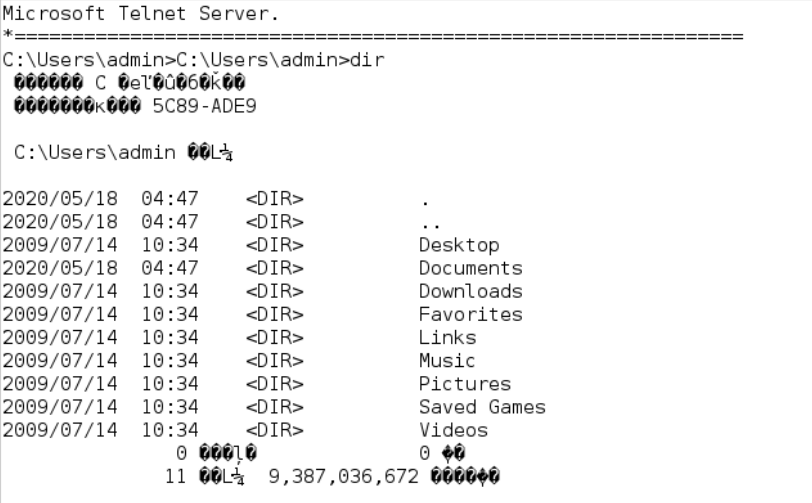 Microsoft Telnet Server.
*===============================================================
C:\Users\admin>C:\Users\admin>dir
������ C �eľ�û�6�ǩ��
�������κ��� 5C89-ADE9
C:\Users\admin ��L¼
2020/05/18 04:47 <DIR> .
2020/05/18 04:47 <DIR> ..
2009/07/14 10:34 <DIR> Desktop
2020/05/18 04:47 <DIR> Documents
2009/07/14 10:34 <DIR> Downloads
2009/07/14 10:34 <DIR> Favorites
2009/07/14 10:34 <DIR> Links
2009/07/14 10:34 <DIR> Music
2009/07/14 10:34 <DIR> Pictures
2009/07/14 10:34 <DIR> Saved Games
2009/07/14 10:34 <DIR> Videos
0 ���ļ� 0 ��
11 ��L¼ 9,387,036,672 ������